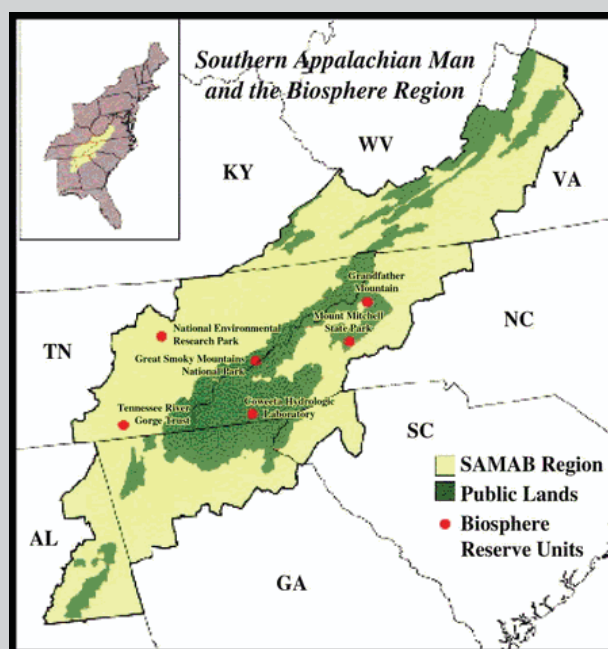 Southern Appalachian Man
and the Biosphere Region
WV
KY
VA
Grandfather
Mountain
Mount Mitchell
State Park
National Environmental
Research Park
NC
TN
Great Smoky Mountains
National Park
Tennessee River
Gorge Trust
Coweeta Hydrologic
Laboratory
SC
SAMAB Region
Public Lands
Biosphere
Reserve Units
AL
GA